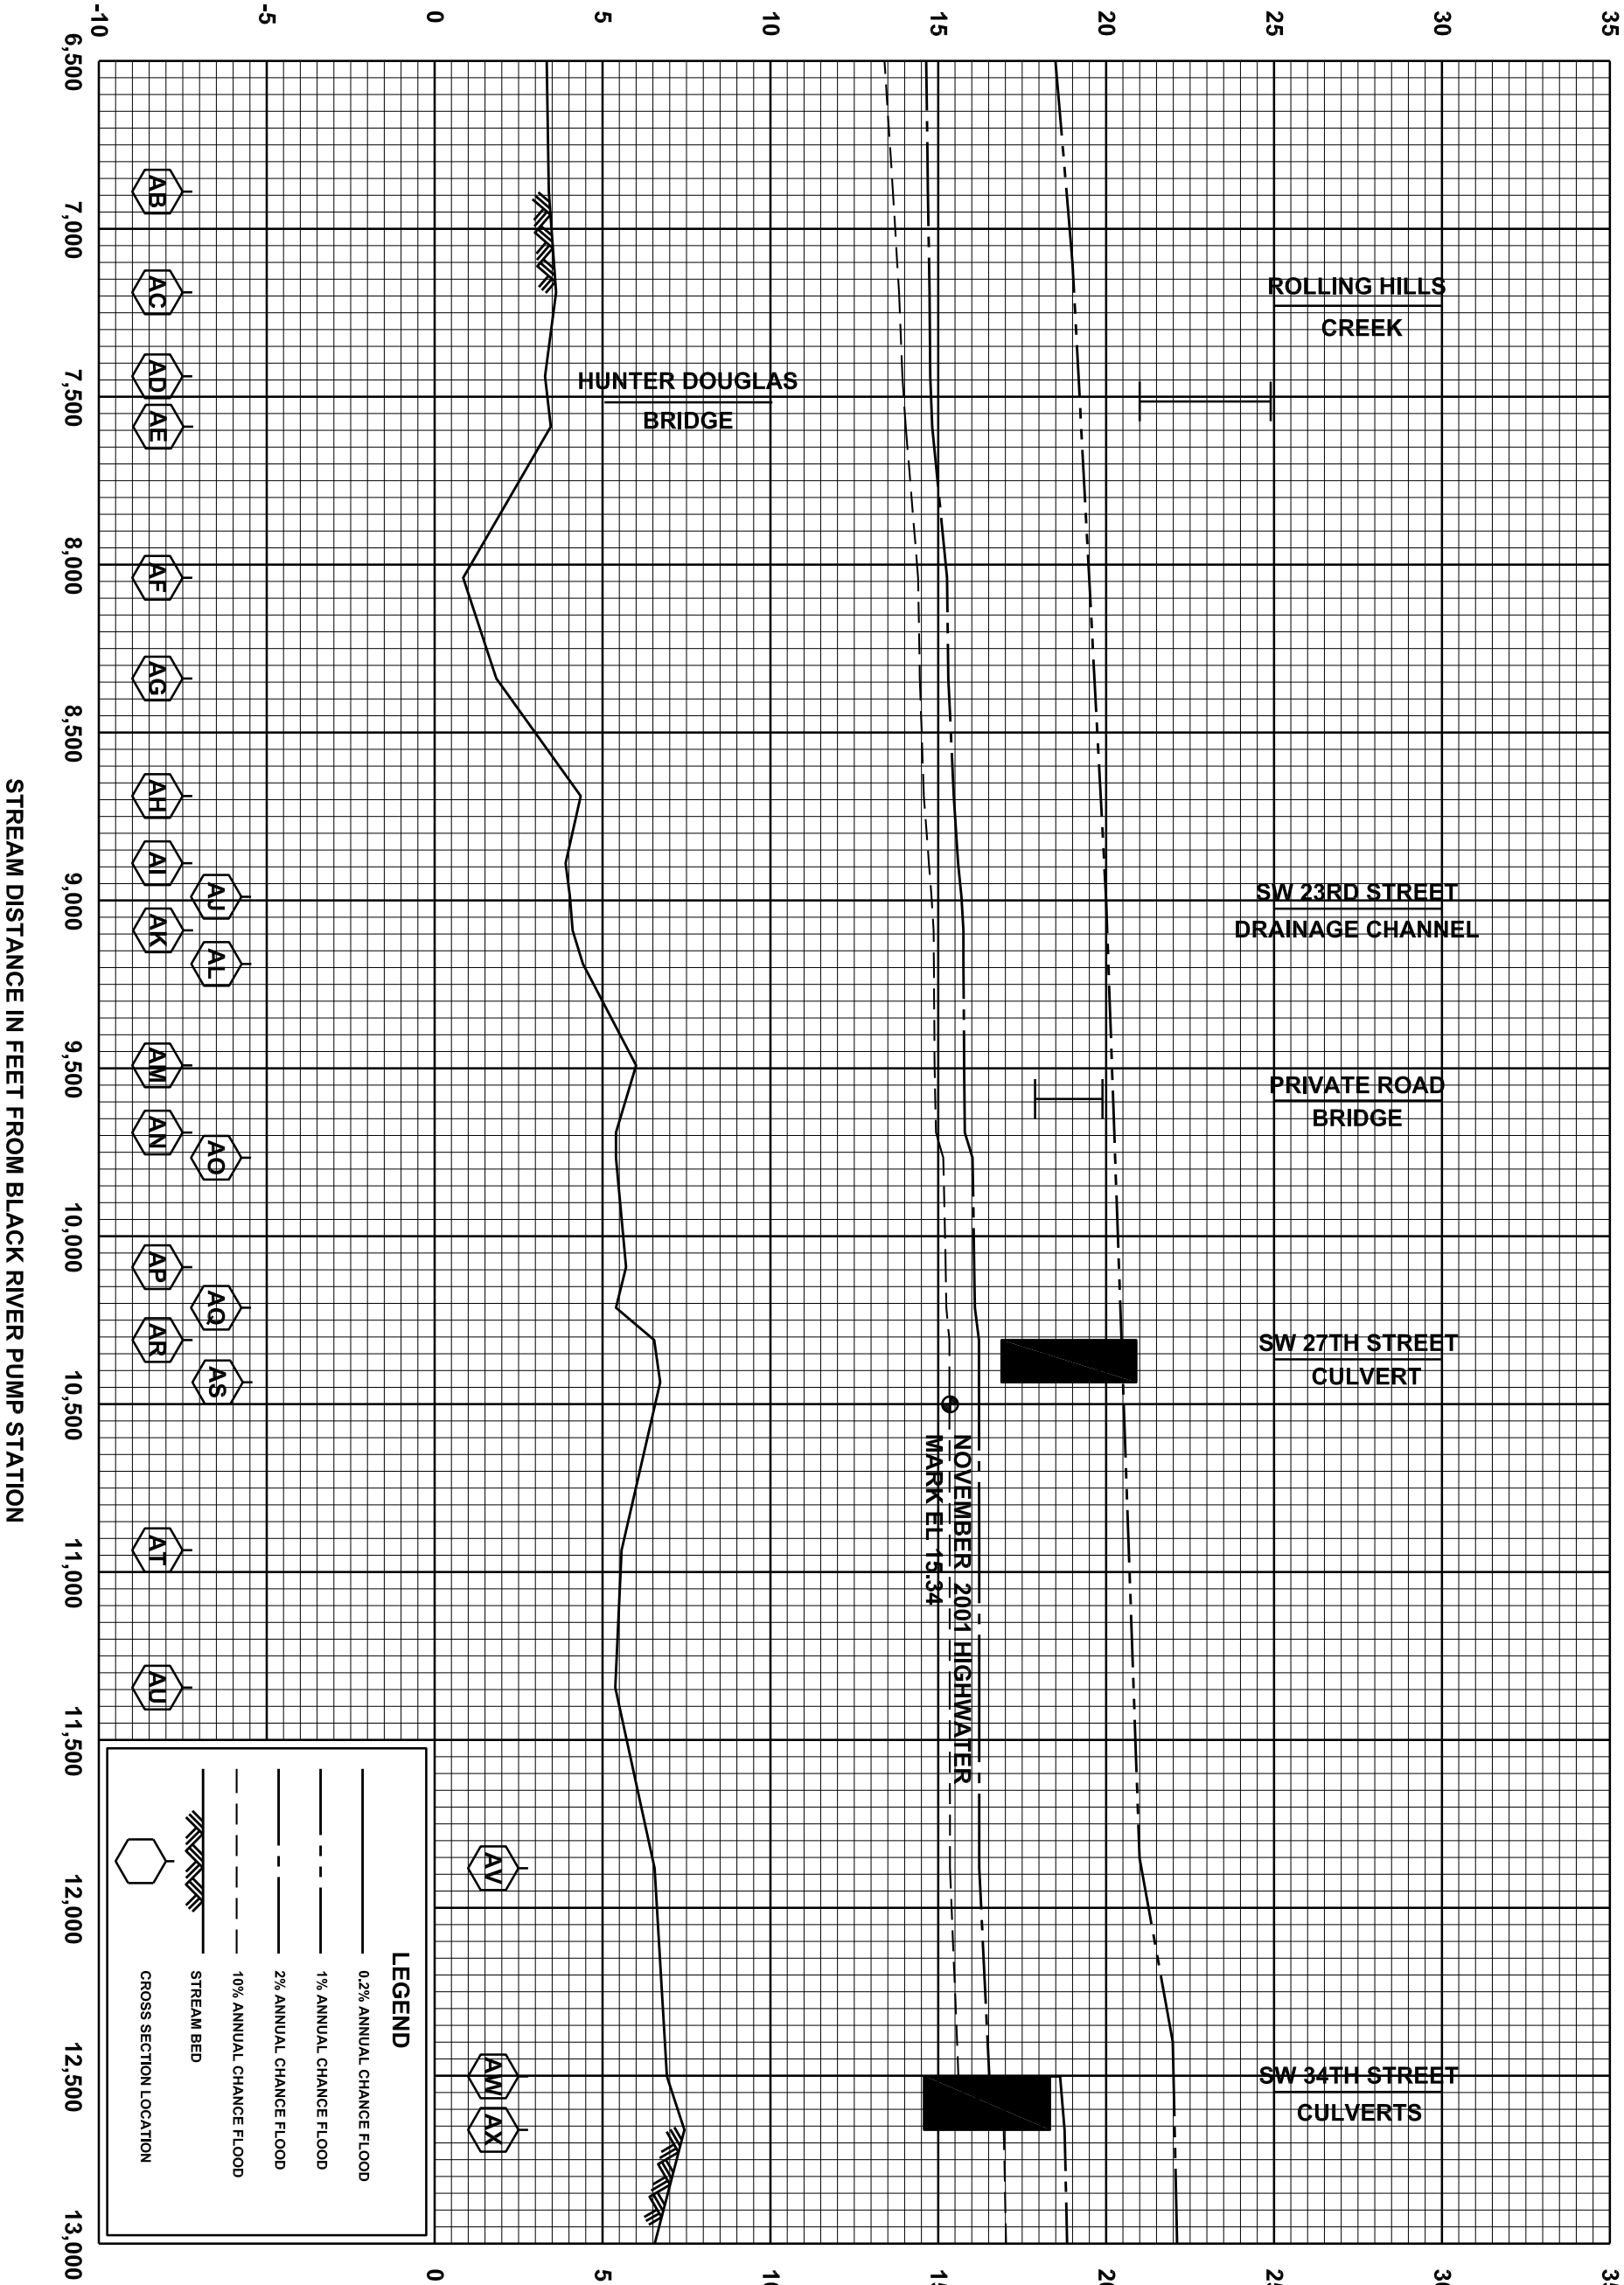 35
30
25
20
15
10
5
0
-5
-10
ROLLING HILLS
CREEK
HUNTER DOUGLAS
BRIDGE
SW 23RD STREET
DRAINAGE CHANNEL
PRIVATE ROAD
BRIDGE
SW 27TH STREET
CULVERT
SW 34TH STREET
CULVERTS
NOVEMBER 2001 HIGHWATER
MARK EL 15.34
35
30
25
20
15
10
5
0
AB
AC
AD
AE
AF
AG
AH
AI
AJ
AK
AL
AM
AN
AO
AP
AQ
AR
AS
AT
AU
AV
AW
AX
LEGEND
0.2% ANNUAL CHANCE FLOOD
1% ANNUAL CHANCE FLOOD
2% ANNUAL CHANCE FLOOD
10% ANNUAL CHANCE FLOOD
STREAM BED
CROSS SECTION LOCATION
6,500
7,000
7,500
8,000
8,500
9,000
9,500
10,000
10,500
11,000
11,500
12,000
12,500
13,000
STREAM DISTANCE IN FEET FROM BLACK RIVER PUMP STATION